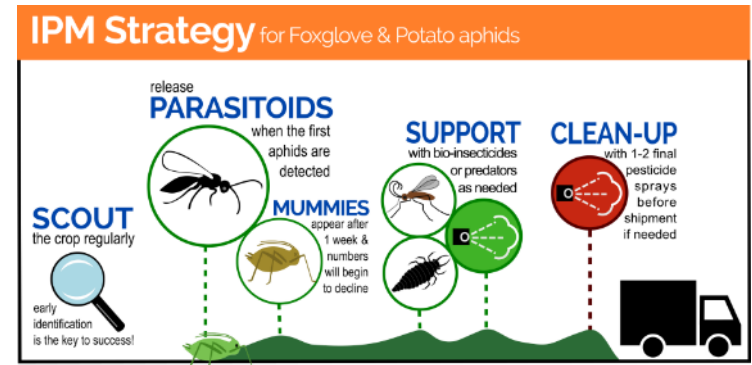 IPM Strategy for Foxglove & Potato aphids
SCOUT
the crop regularly
early
identification
is the key to success!
release
PARASITOIDS
when the first
aphids are
detected
MUMMIES
appear after
1 week &
numbers
will begin
to decline
SUPPORT
with bio-insecticides
or predators
as needed
CLEAN-UP
with 1-2 final
pesticide
sprays
before
shipment
if needed